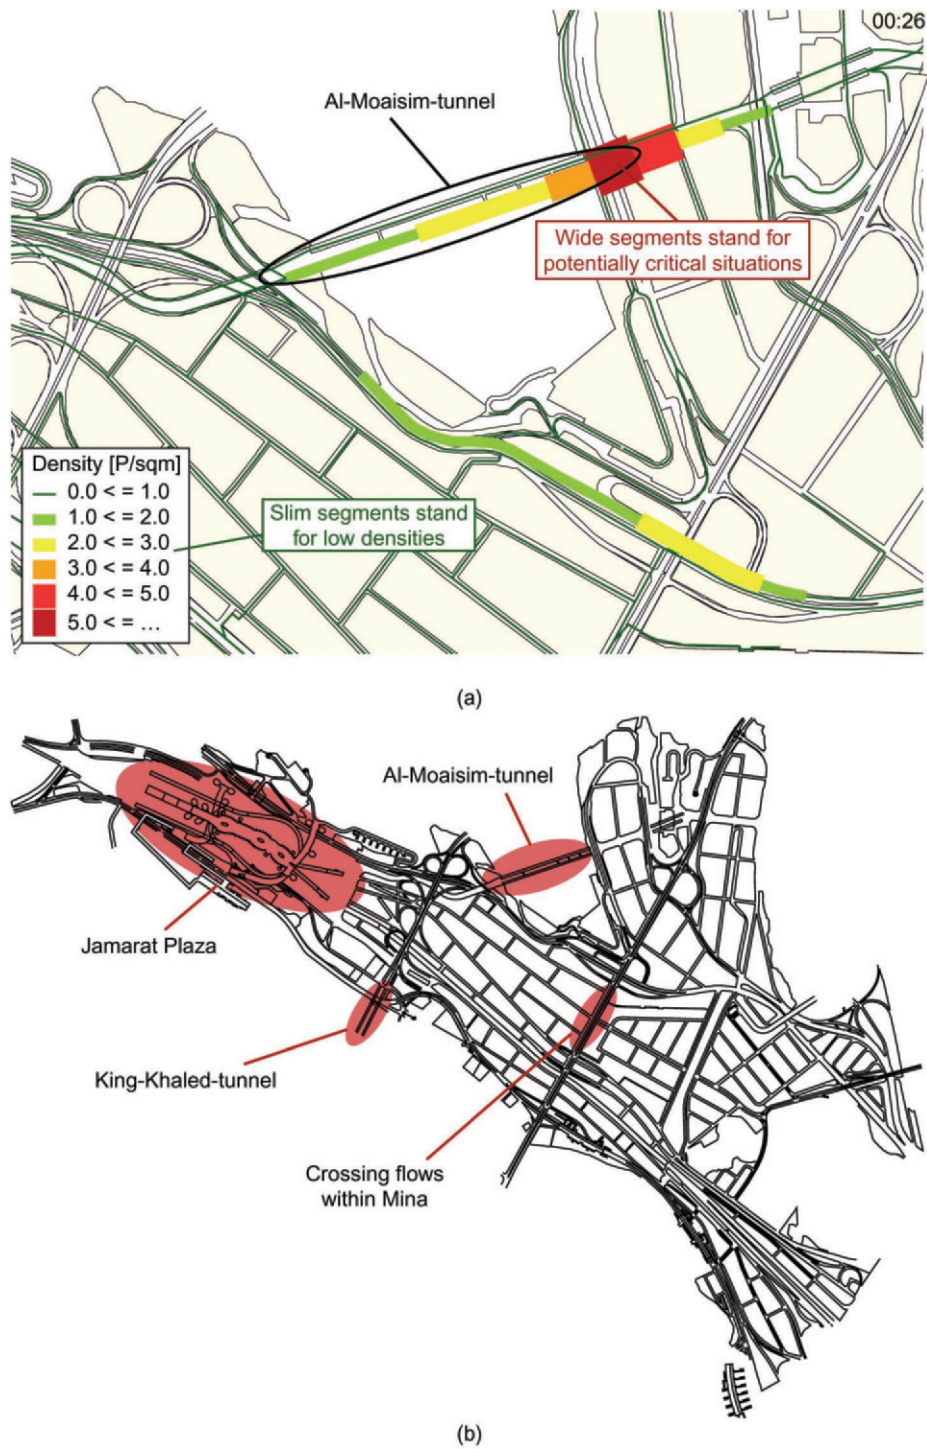 00:26
Al-Moaisim-tunnel
Wide segments stand for
potentially critical situations
Density [P/sqm]
0.0 < = 1.0
1.0 < = 2.0
2.0 < = 3.0
3.0 < = 4.0
4.0 < = 5.0
5.0 < = ...
Slim segments stand
for low densities
(a)
Al-Moaisim-tunnel
Jamarat Plaza
King-Khaled-tunnel
Crossing flows
within Mina
(b)